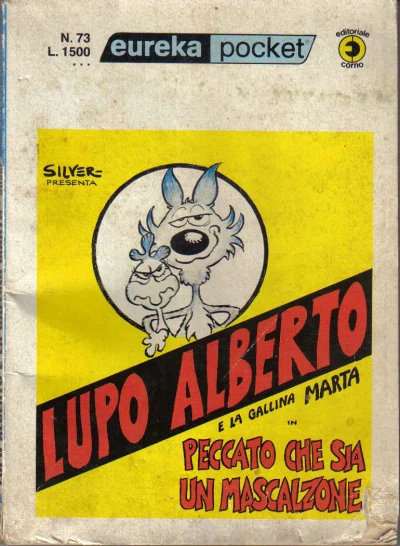 N. 73
L. 1500
...
eureka pocket
editoriale
corno
SILVER
PRESENTA
LUPO ALBERTO
E LA GALLINA MARTA
IN
PECCATO CHE SIA
UN MASCALZONE